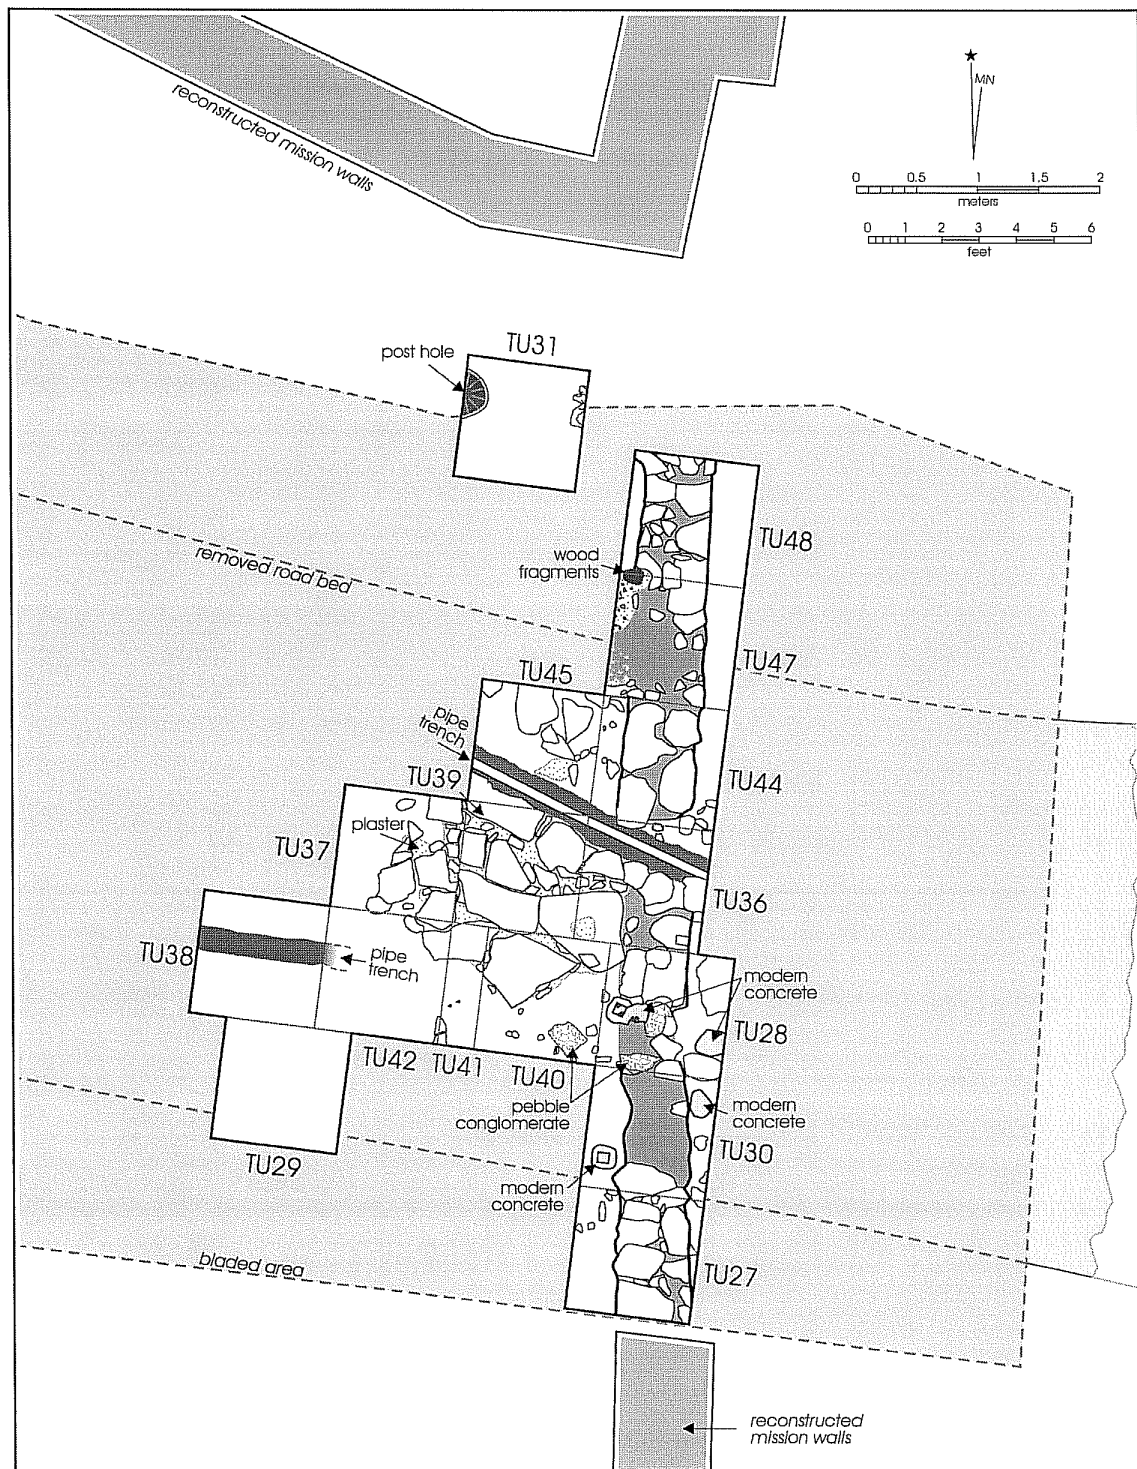 MN
reconstructed mission walls
0 0.5 1 1.5 2
meters
0 1 2 3 4 5 6
feet
TU31
post hole
TU48
removed road bed
wood
fragments
TU47
TU45
pipe
trench
TU44
TU39
plaster
TU37
TU36
TU38
pipe
trench
modern
concrete
TU28
TU42
TU41
TU40
pebble
conglomerate
modern
concrete
TU30
TU29
modern
concrete
bladed area
TU27
reconstructed
mission walls